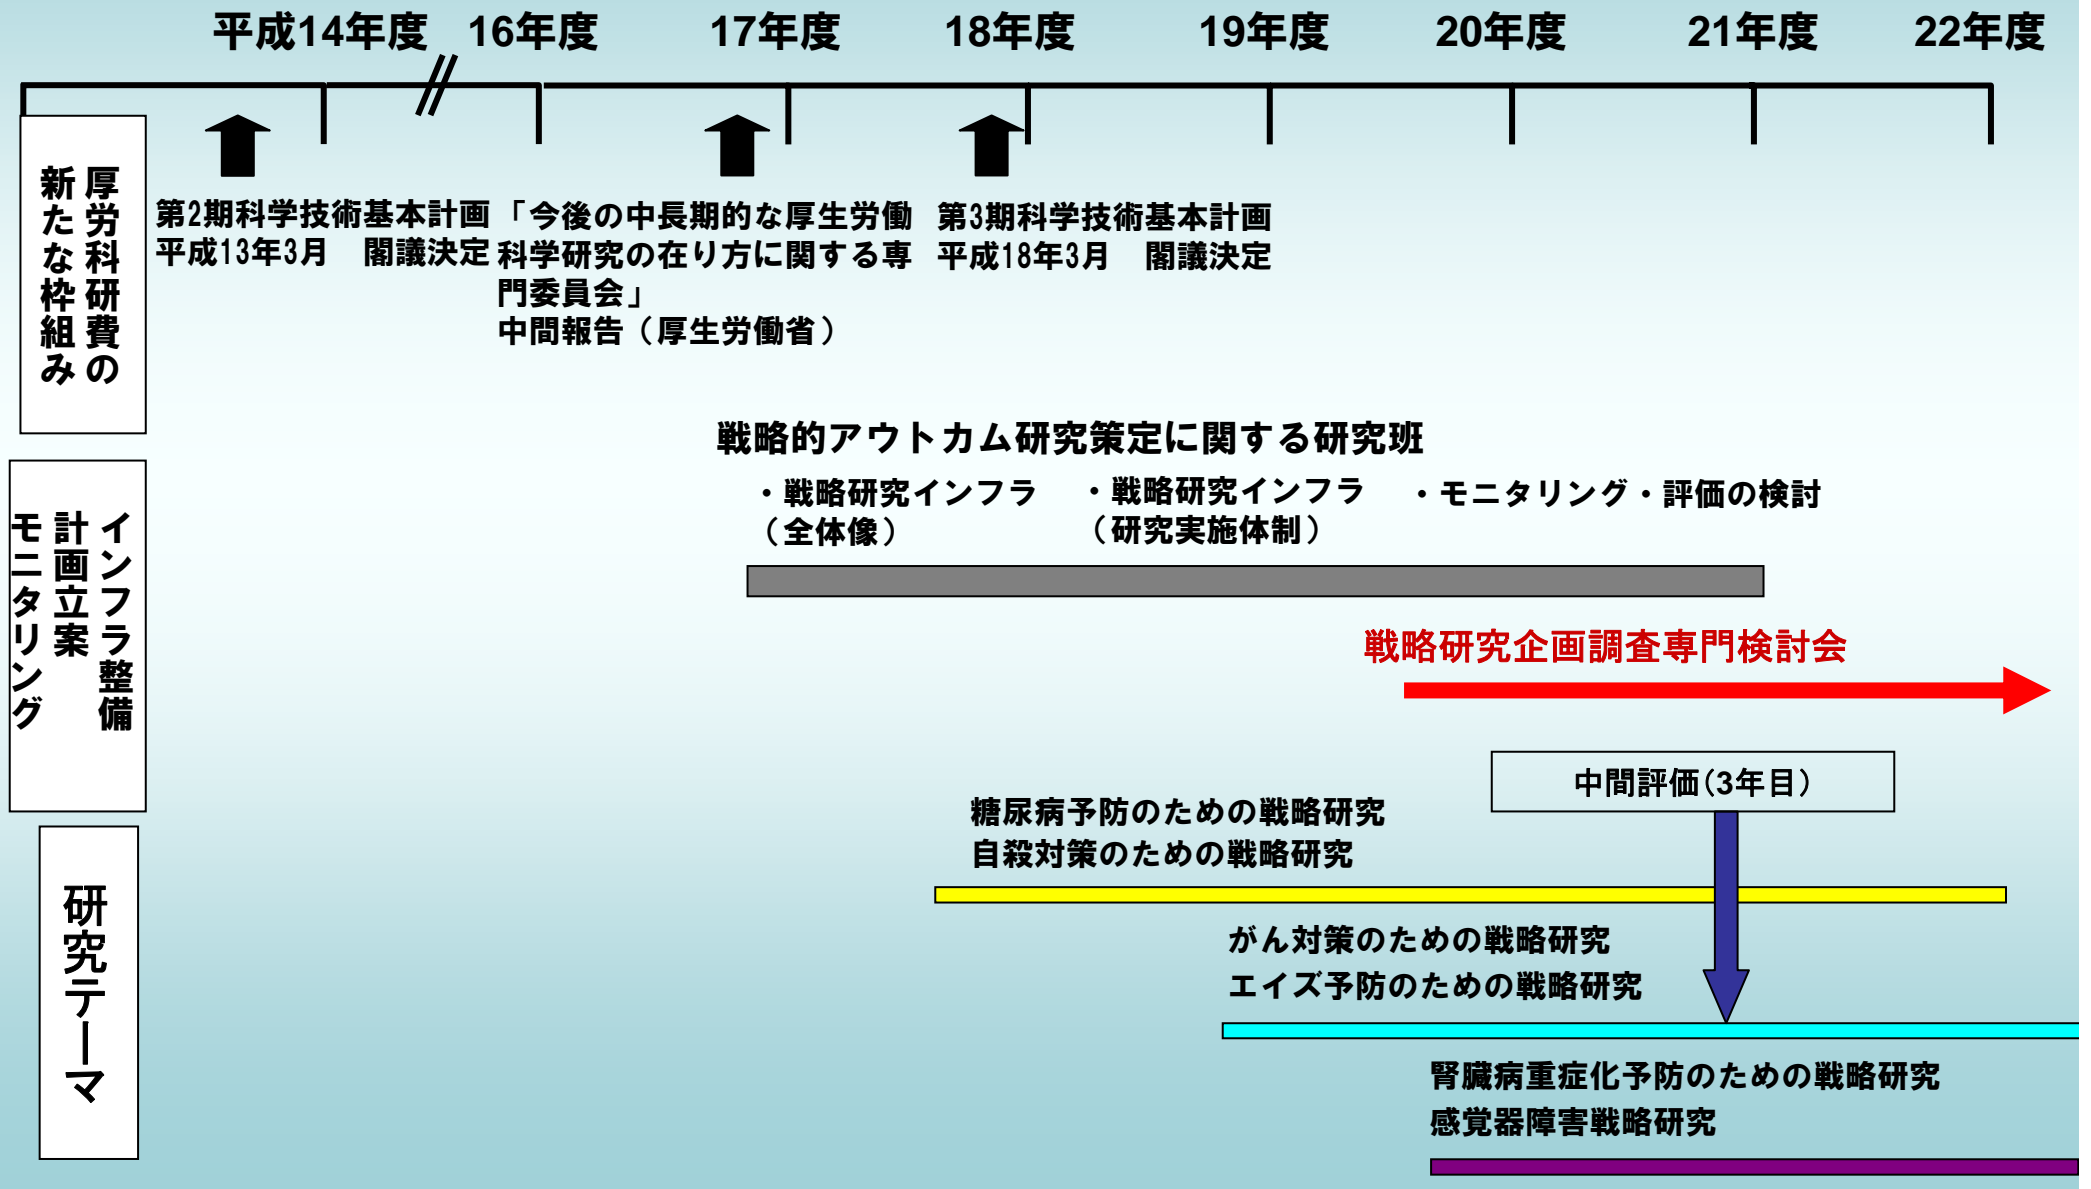 平成14年度 16年度 17年度 18年度 19年度 20年度 21年度 22年度
厚労科研費の
新たな枠組み
第2期科学技術基本計画
平成13年3月 閣議決定
「今後の中長期的な厚生労働
科学研究の在り方に関する専
門委員会」
中間報告（厚生労働省）
第3期科学技術基本計画
平成18年3月 閣議決定
インフラ整備
計画立案
モニタリング
戦略的アウトカム研究策定に関する研究班
・戦略研究インフラ
（全体像）
・戦略研究インフラ
（研究実施体制）
・モニタリング・評価の検討
戦略研究企画調査専門検討会
中間評価(3年目)
研究テーマ
糖尿病予防のための戦略研究
自殺対策のための戦略研究
がん対策のための戦略研究
エイズ予防のための戦略研究
腎臓病重症化予防のための戦略研究
感覚器障害戦略研究